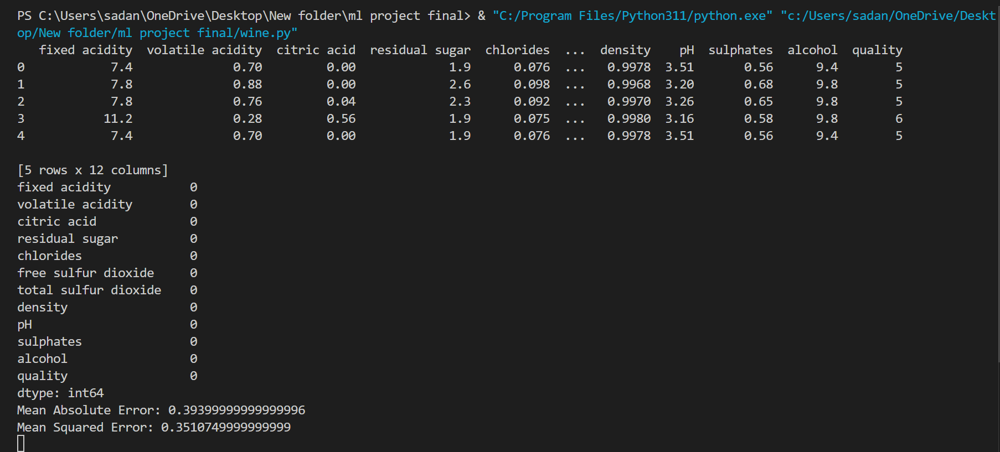 PS C:\Users\sadan\OneDrive\Desktop\New folder\ml project final> & "C:/Program Files/Python311/python.exe" "c:/Users/sadan/OneDrive/Deskt
op/New folder/ml project final/wine.py"
   fixed acidity  volatile acidity  citric acid  residual sugar  chlorides  ...  density    pH  sulphates  alcohol  quality
0            7.4              0.70         0.00             1.9      0.076  ...   0.9978  3.51       0.56      9.4        5
1            7.8              0.88         0.00             2.6      0.098  ...   0.9968  3.20       0.68      9.8        5
2            7.8              0.76         0.04             2.3      0.092  ...   0.9970  3.26       0.65      9.8        5
3           11.2              0.28         0.56             1.9      0.075  ...   0.9980  3.16       0.58      9.8        6
4            7.4              0.70         0.00             1.9      0.076  ...   0.9978  3.51       0.56      9.4        5

[5 rows x 12 columns]
fixed acidity           0
volatile acidity        0
citric acid             0
residual sugar          0
chlorides               0
free sulfur dioxide     0
total sulfur dioxide    0
density                 0
pH                      0
sulphates               0
alcohol                 0
quality                 0
dtype: int64
Mean Absolute Error: 0.39399999999999996
Mean Squared Error: 0.3510749999999999